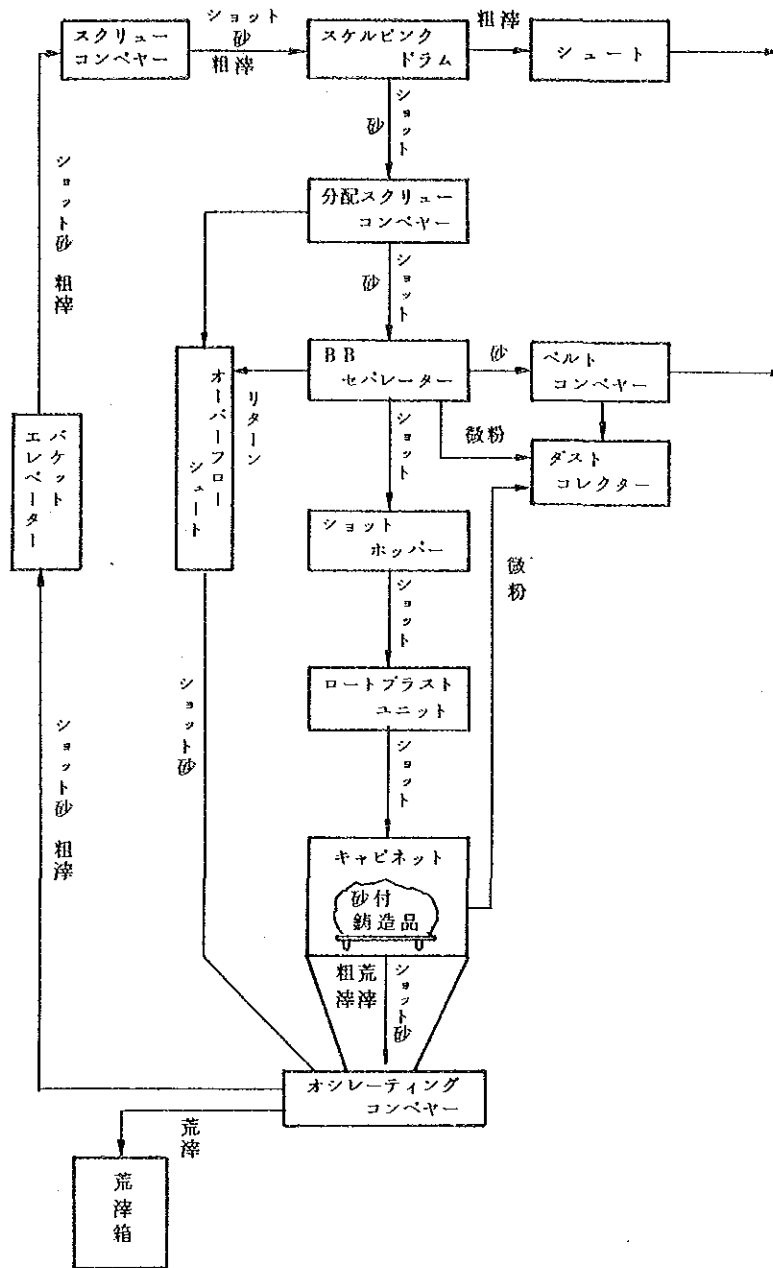 スクリュー
コンペヤー
ショット
砂
粗滓
スケルピンク
ドラム
粗滓
シュート
ショット
砂
分配スクリュー
コンペヤー
ショット
砂
ショット砂 粗滓
BB
セパレーター
砂
ベルト
コンペヤー
リターン
オーバーフロー
シュート
微粉
ダスト
コレクター
ショット
バケット
エレベーター
ショット
ホッパー
微粉
ショット
ロートブラスト
ユニット
ショット砂
ショット砂 粗滓
ショット
キャビネット
砂付
鋳造品
荒滓
粗滓
ショット砂
オシレーティング
コンペヤー
荒滓
荒滓箱